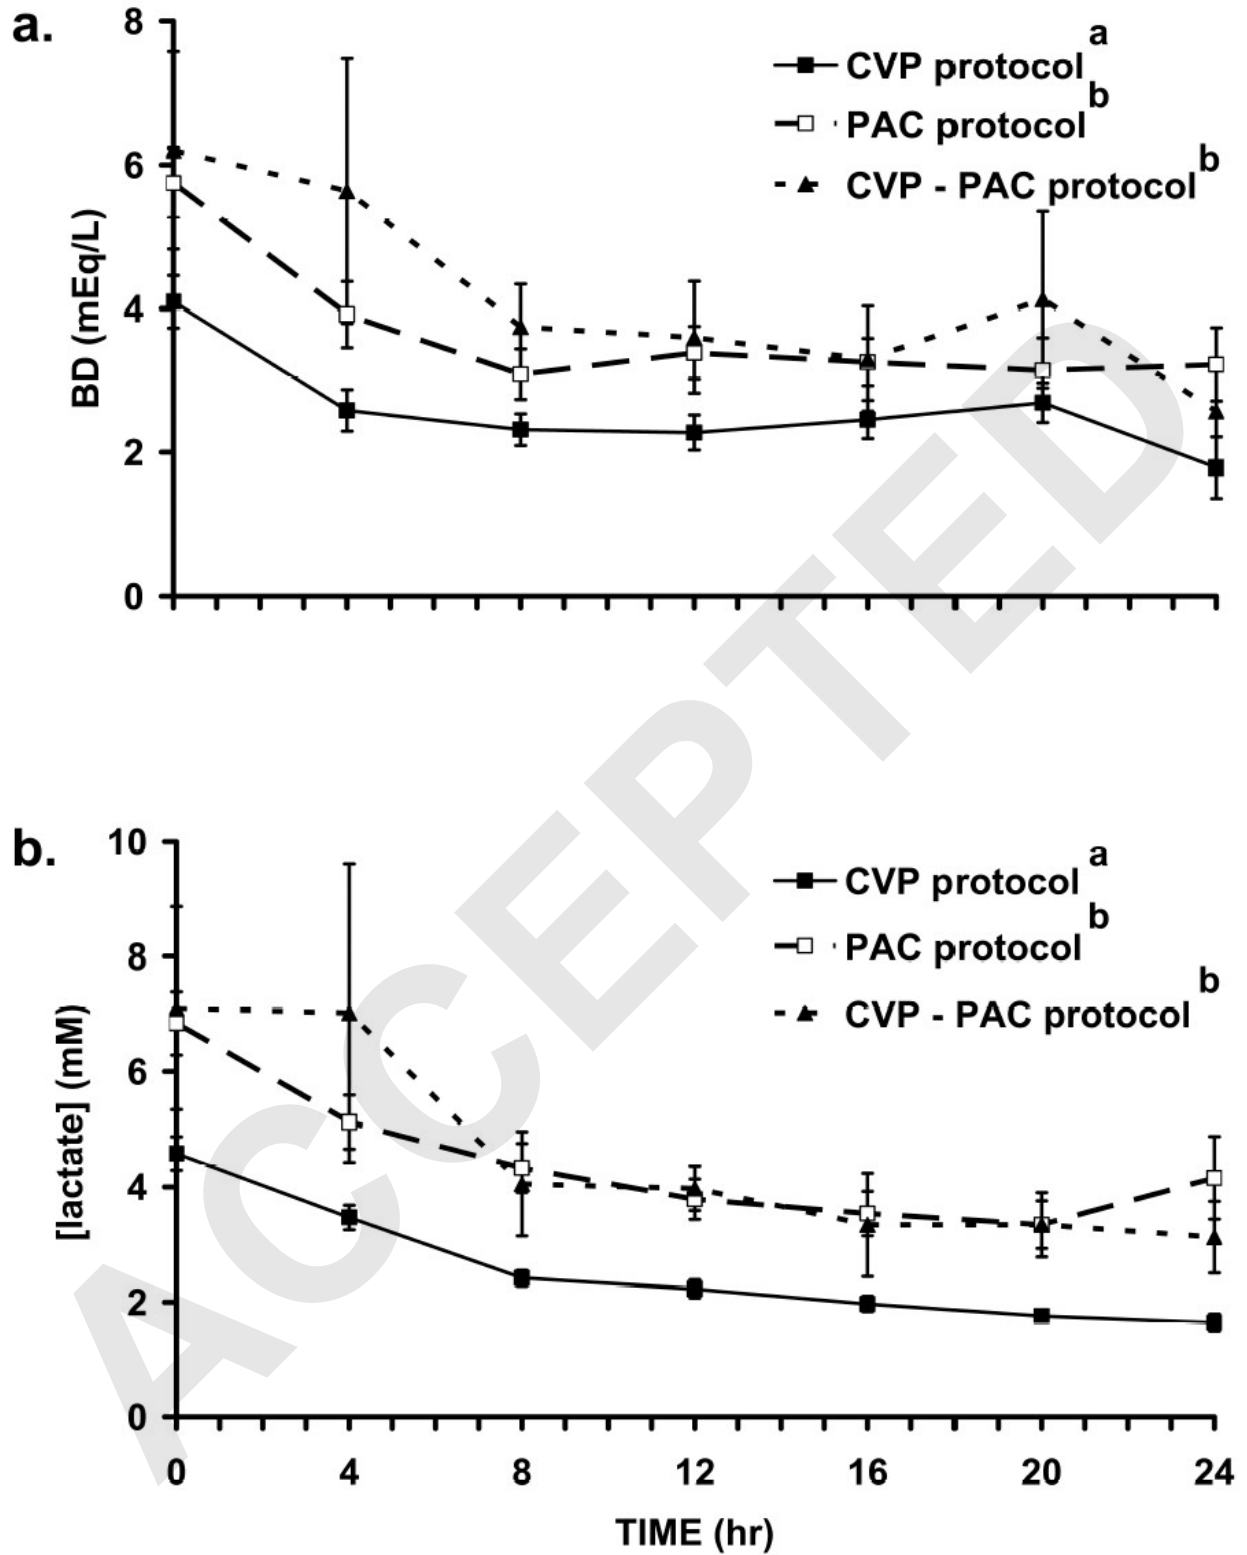 a.
8
6
4
2
0
BD (mEq/L)
CVP protocol a
PAC protocol b
CVP - PAC protocol b
b.
10
8
6
4
2
0
[lactate] (mM)
CVP protocol a
PAC protocol b
CVP - PAC protocol b
0 4 8 12 16 20 24
TIME (hr)
ACCEPTED